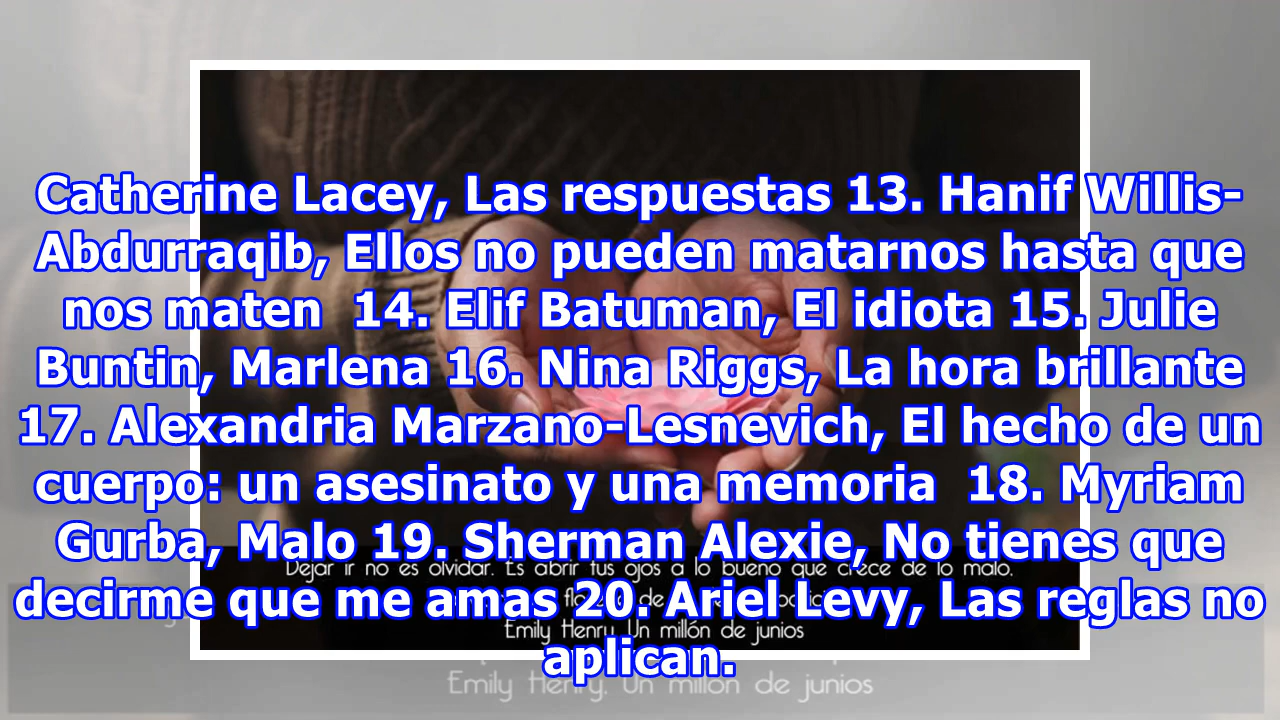 Catherine Lacey, Las respuestas 13. Hanif Willis-
Abdurraqib, Ellos no pueden matarnos hasta que
nos maten 14. Elif Batuman, El idiota 15. Julie
Buntin, Marlena 16. Nina Riggs, La hora brillante
17. Alexandria Marzano-Lesnevich, El hecho de un
cuerpo: un asesinato y una memoria 18. Myriam
Gurba, Malo 19. Sherman Alexie, No tienes que
decirme que me amas 20. Ariel Levy, Las reglas no
aplican.
Dejar ir no es olvidar. Es abrir tus ojos a lo bueno que crece de lo malo,
de
Emily Henry, Un millón de junios
Emily Henry, Un millón de junios